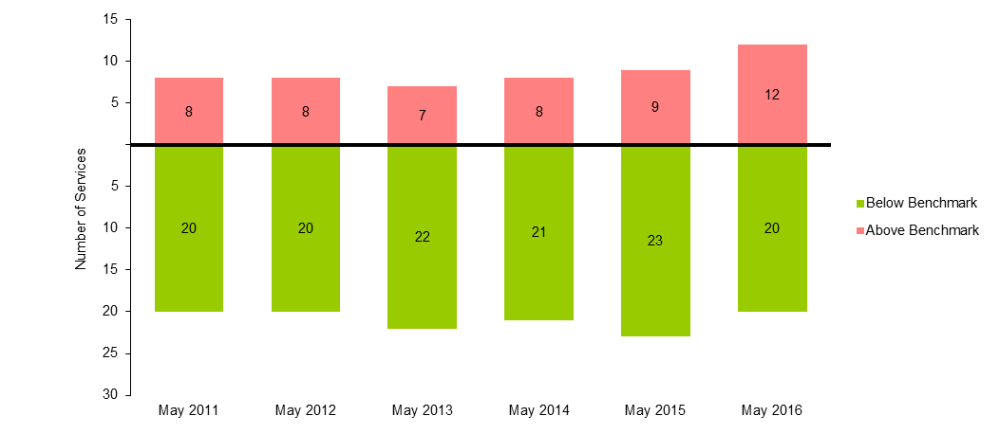 15
10
5
5
10
15
20
25
30
Number of Services
8 8 7 8 9 12
20 20 22 21 23 20
May 2011 May 2012 May 2013 May 2014 May 2015 May 2016
Below Benchmark
Above Benchmark